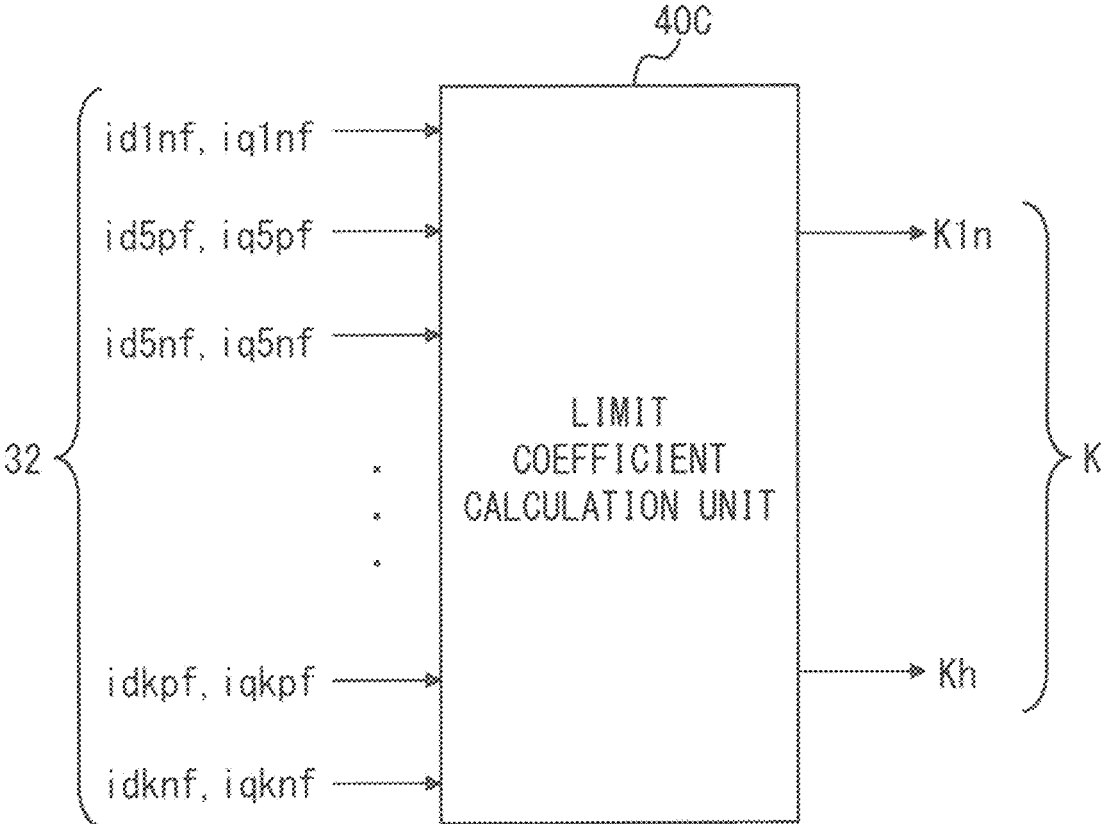 40C
id1nf, iq1nf
id5pf, iq5pf
K1n
id5nf, iq5nf
32
LIMIT
COEFFICIENT
CALCULATION UNIT
K
idkpf, iqkpf
Kh
idknf, iqknf